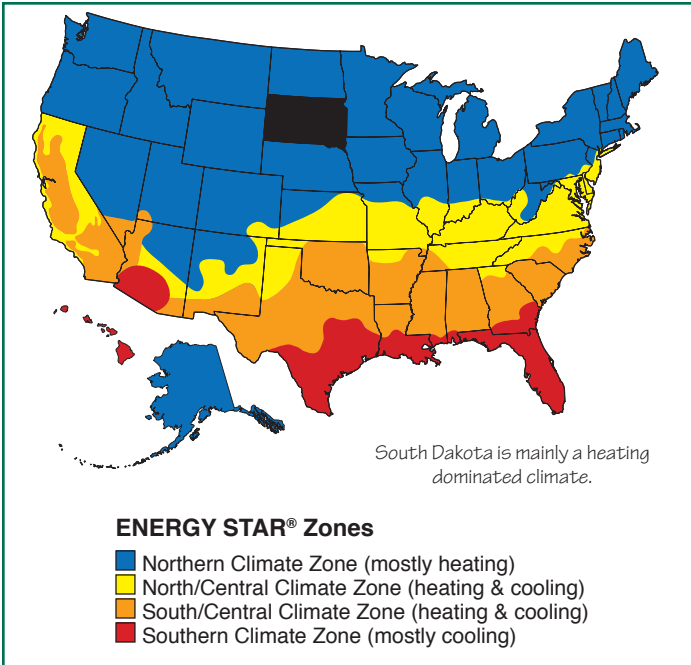 South Dakota is mainly a heating
dominated climate.
ENERGY STAR® Zones
Northern Climate Zone (mostly heating)
North/Central Climate Zone (heating & cooling)
South/Central Climate Zone (heating & cooling)
Southern Climate Zone (mostly cooling)